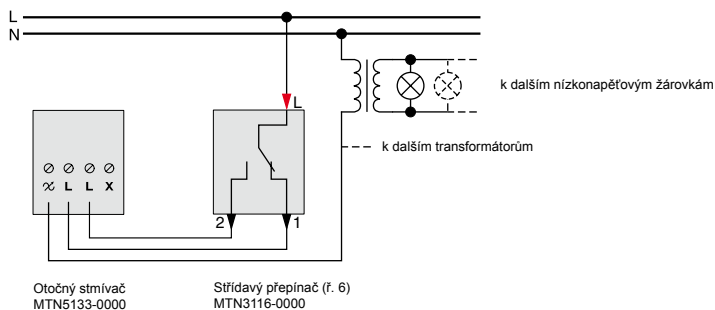 L
N
L
k dalším nízkonapěťovým žárovkám
k dalším transformátorům
L L X
2 1
Otočný stmívač
MTN5133-0000
Střídavý přepínač (ř. 6)
MTN3116-0000